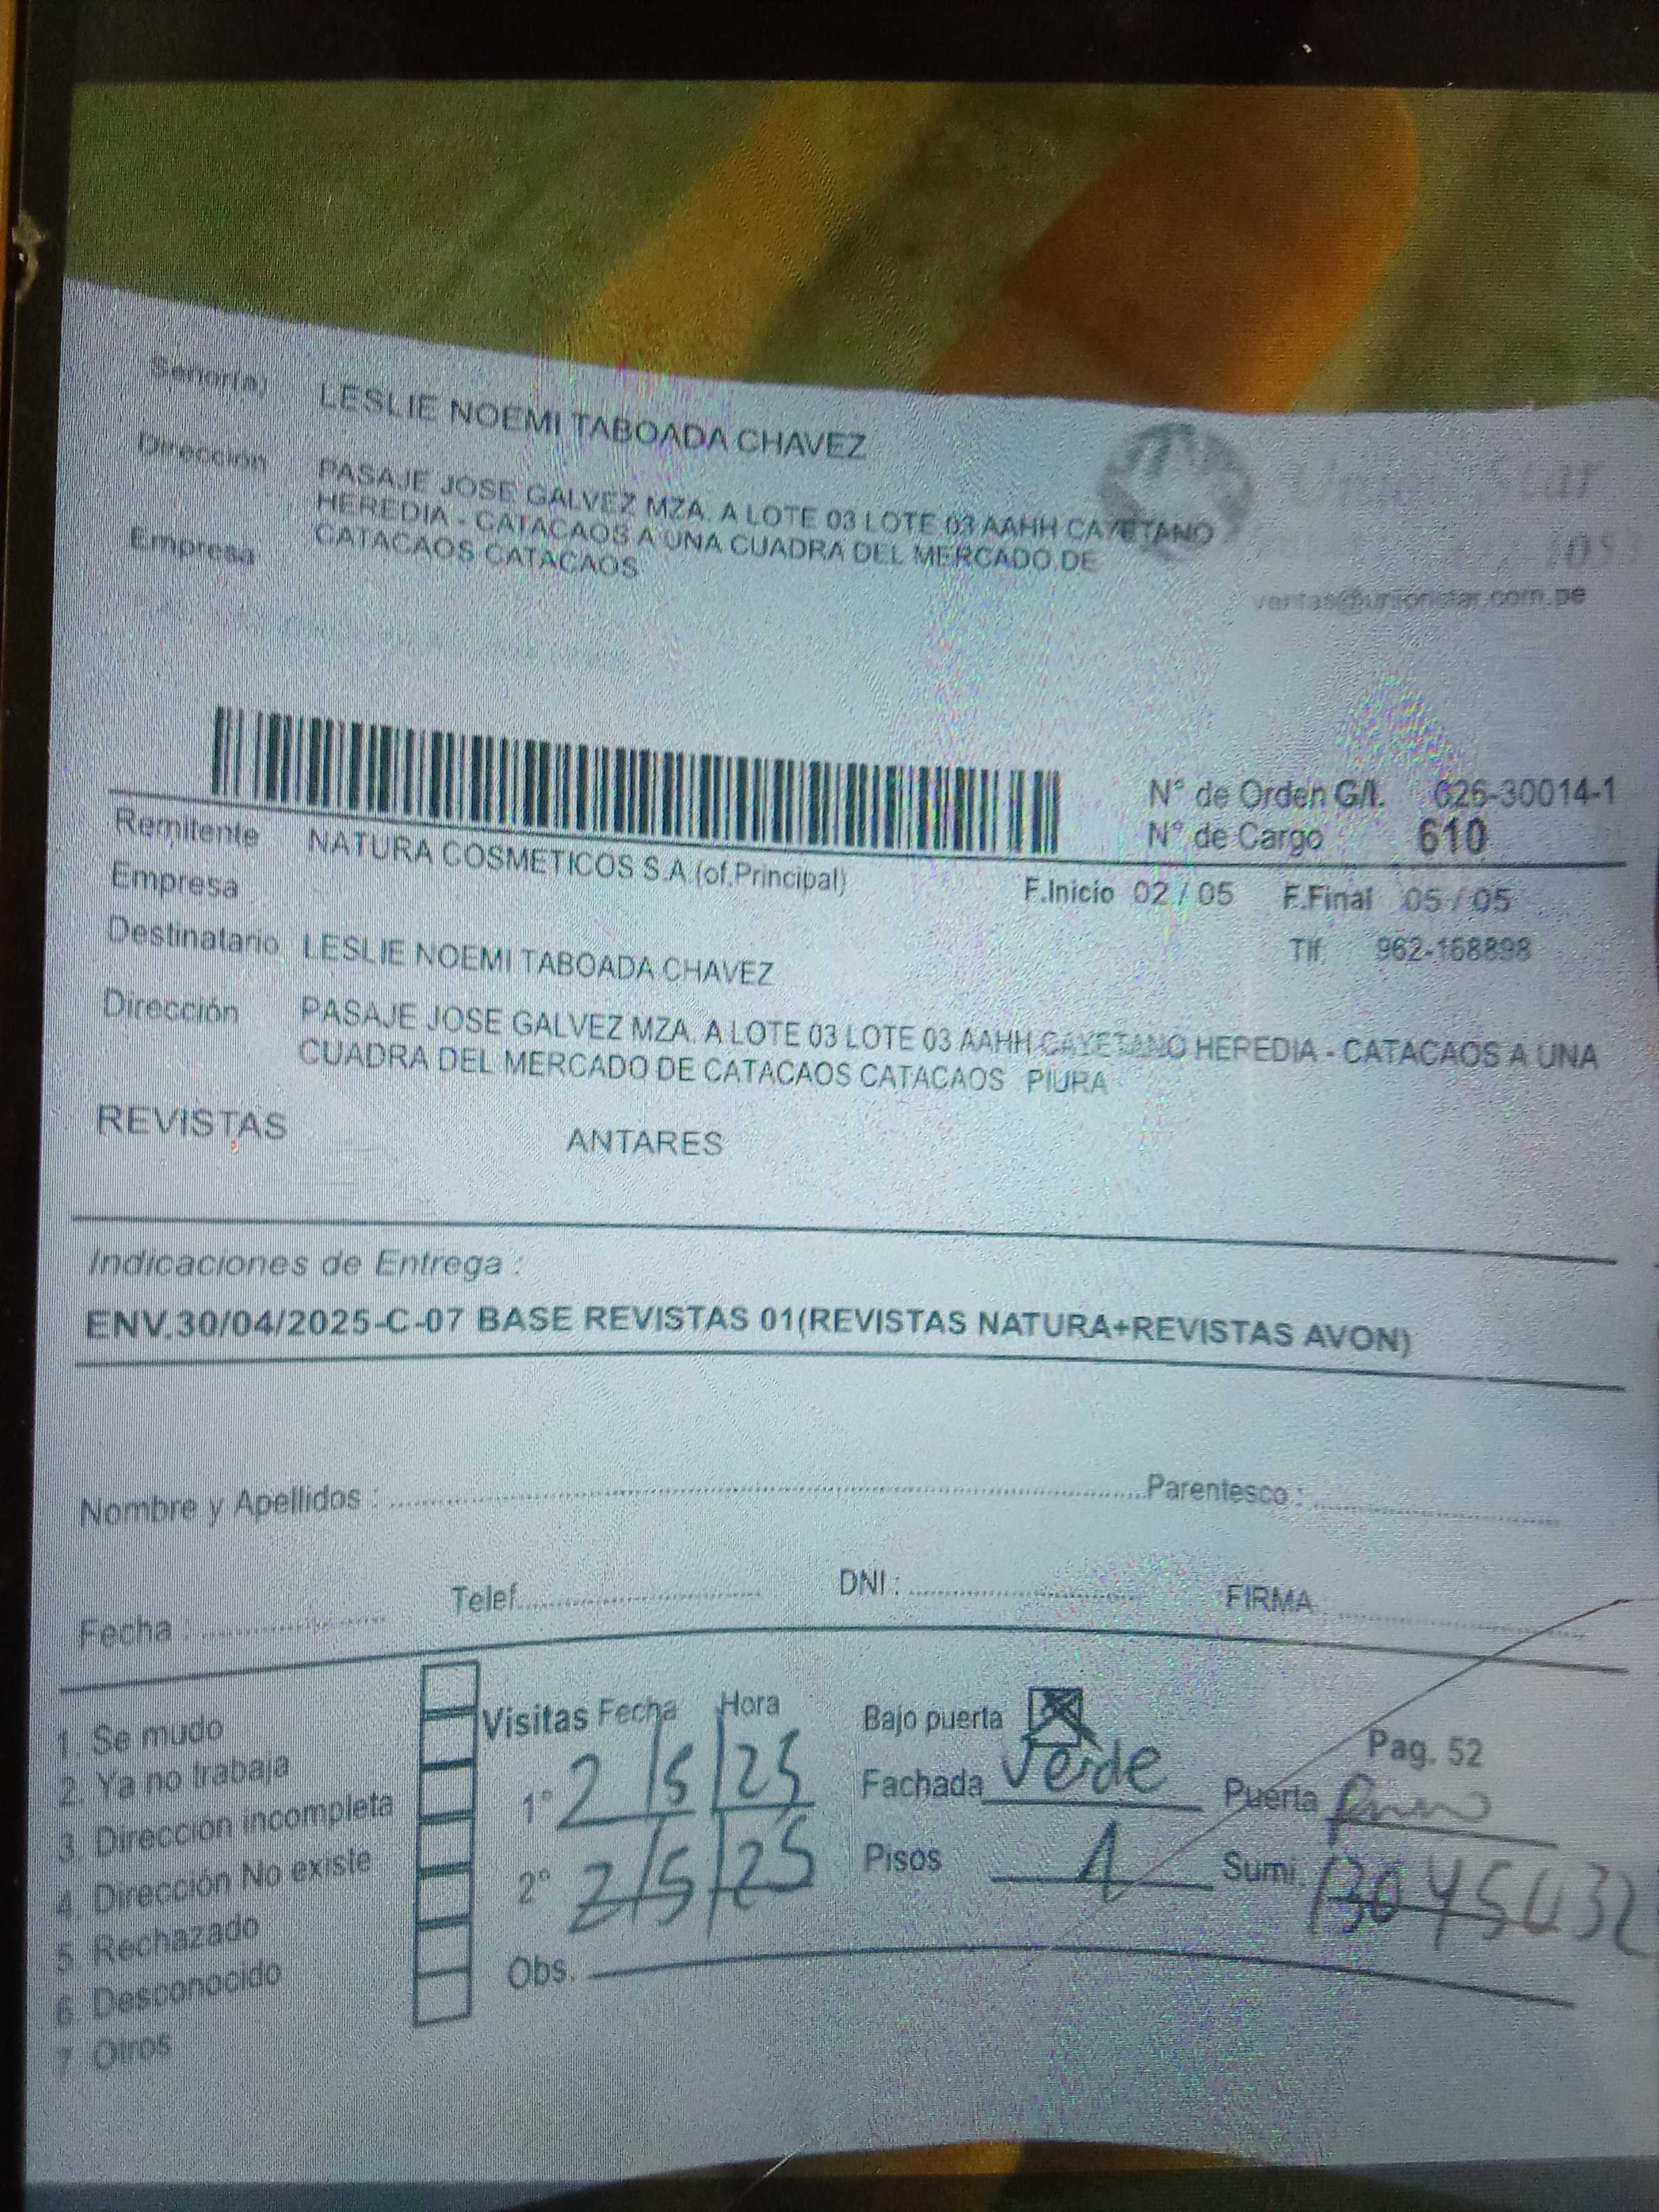 Señor(a) LESLIE NOEMI TABOADA CHAVEZ
Dirección PASAJE JOSE GALVEZ MZA. A LOTE 03 LOTE 03 AAHH CAYETANO
HEREDIA - CATACAOS A UNA CUADRA DEL MERCADO DE
Empresa CATACAOS CATACAOS
Union Star
ventas@unionstar.com.pe
N° de Orden G/I. 026-30014-1
N° de Cargo 610
Remitente NATURA COSMETICOS S.A.(of.Principal)
Empresa F.Inicio 02 / 05 F.Final 05 / 05
Destinatario LESLIE NOEMI TABOADA CHAVEZ Tlf. 962-168898
Dirección PASAJE JOSE GALVEZ MZA. A LOTE 03 LOTE 03 AAHH CAYETANO HEREDIA - CATACAOS A UNA
CUADRA DEL MERCADO DE CATACAOS CATACAOS PIURA
REVISTAS ANTARES
Indicaciones de Entrega :
ENV.30/04/2025-C-07 BASE REVISTAS 01(REVISTAS NATURA+REVISTAS AVON)
Nombre y Apellidos : Parentesco :
Fecha : Telef. DNI : FIRMA
1. Se mudo
2. Ya no trabaja
3. Dirección incompleta
4. Dirección No existe
5. Rechazado
6. Desconocido
7. Otros
Visitas Fecha Hora
1° 2/5/25
2° 2/5/25
Obs.
Bajo puerta
Fachada Verde
Pisos 1
Pag. 52
Puerta
Sumi. 13045432